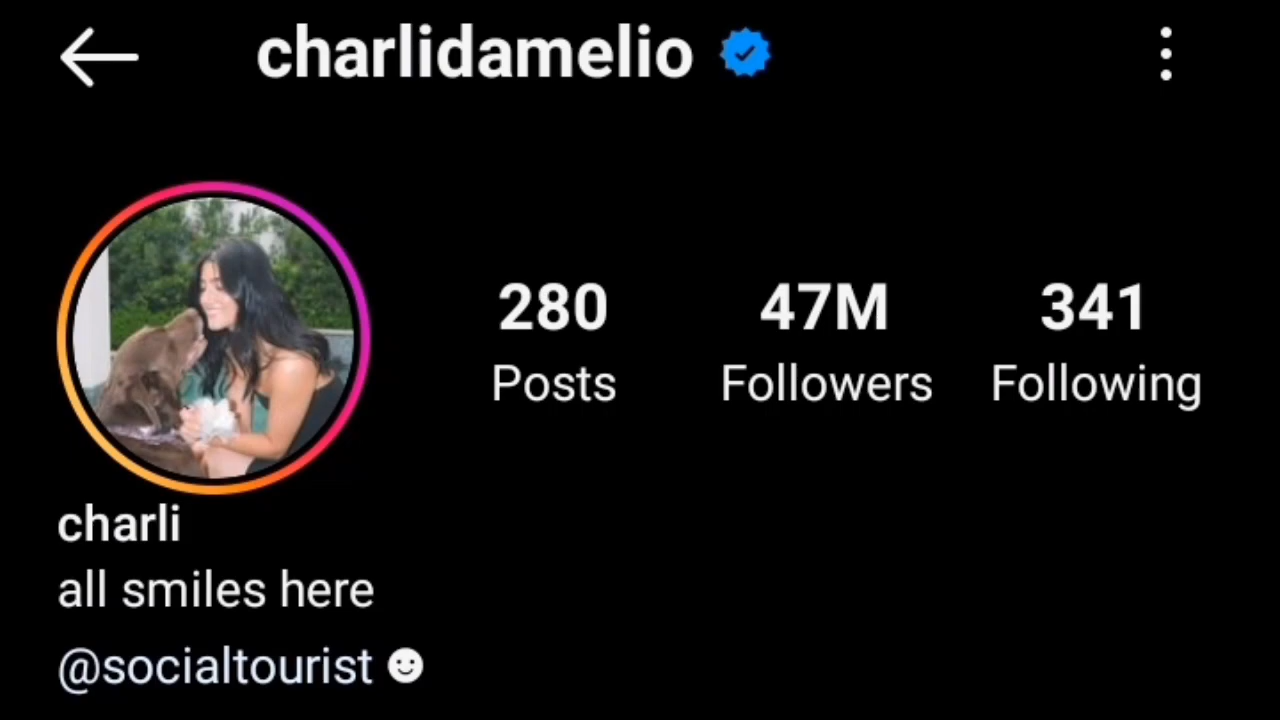 charlidamelio
280 47M 341
Posts Followers Following
charli
all smiles here
@socialtourist ☻